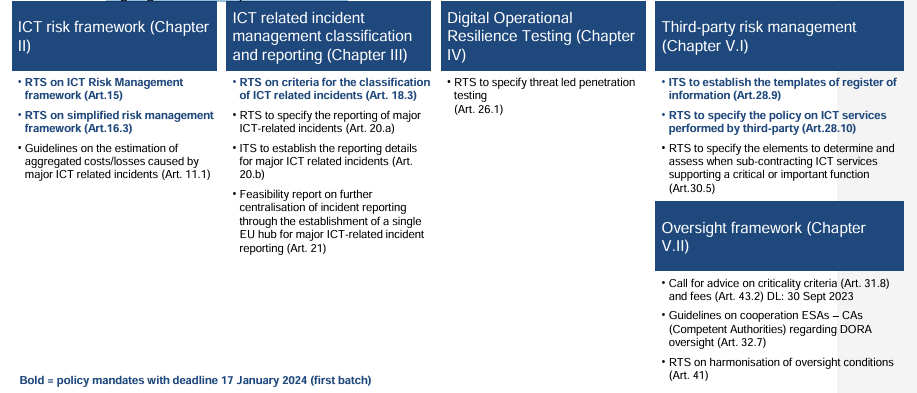 ICT risk framework (Chapter
II)
• RTS on ICT Risk Management
framework (Art.15)
• RTS on simplified risk management
framework (Art.16.3)
• Guidelines on the estimation of
aggregated costs/losses caused by
major ICT related incidents (Art. 11.1)
ICT related incident
management classification
and reporting (Chapter III)
• RTS on criteria for the classification
of ICT related incidents (Art. 18.3)
• RTS to specify the reporting of major
ICT-related incidents (Art. 20.a)
• ITS to establish the reporting details
for major ICT related incidents (Art.
20.b)
• Feasibility report on further
centralisation of incident reporting
through the establishment of a single
EU hub for major ICT-related incident
reporting (Art. 21)
Digital Operational
Resilience Testing (Chapter
IV)
• RTS to specify threat led penetration
testing
(Art. 26.1)
Third-party risk management
(Chapter V.I)
• ITS to establish the templates of register of
information (Art.28.9)
• RTS to specify the policy on ICT services
performed by third-party (Art.28.10)
• RTS to specify the elements to determine and
assess when sub-contracting ICT services
supporting a critical or important function
(Art.30.5)
Oversight framework (Chapter
V.II)
• Call for advice on criticality criteria (Art. 31.8)
and fees (Art. 43.2) DL: 30 Sept 2023
• Guidelines on cooperation ESAs – CAs
(Competent Authorities) regarding DORA
oversight (Art. 32.7)
• RTS on harmonisation of oversight conditions
(Art. 41)
Bold = policy mandates with deadline 17 January 2024 (first batch)